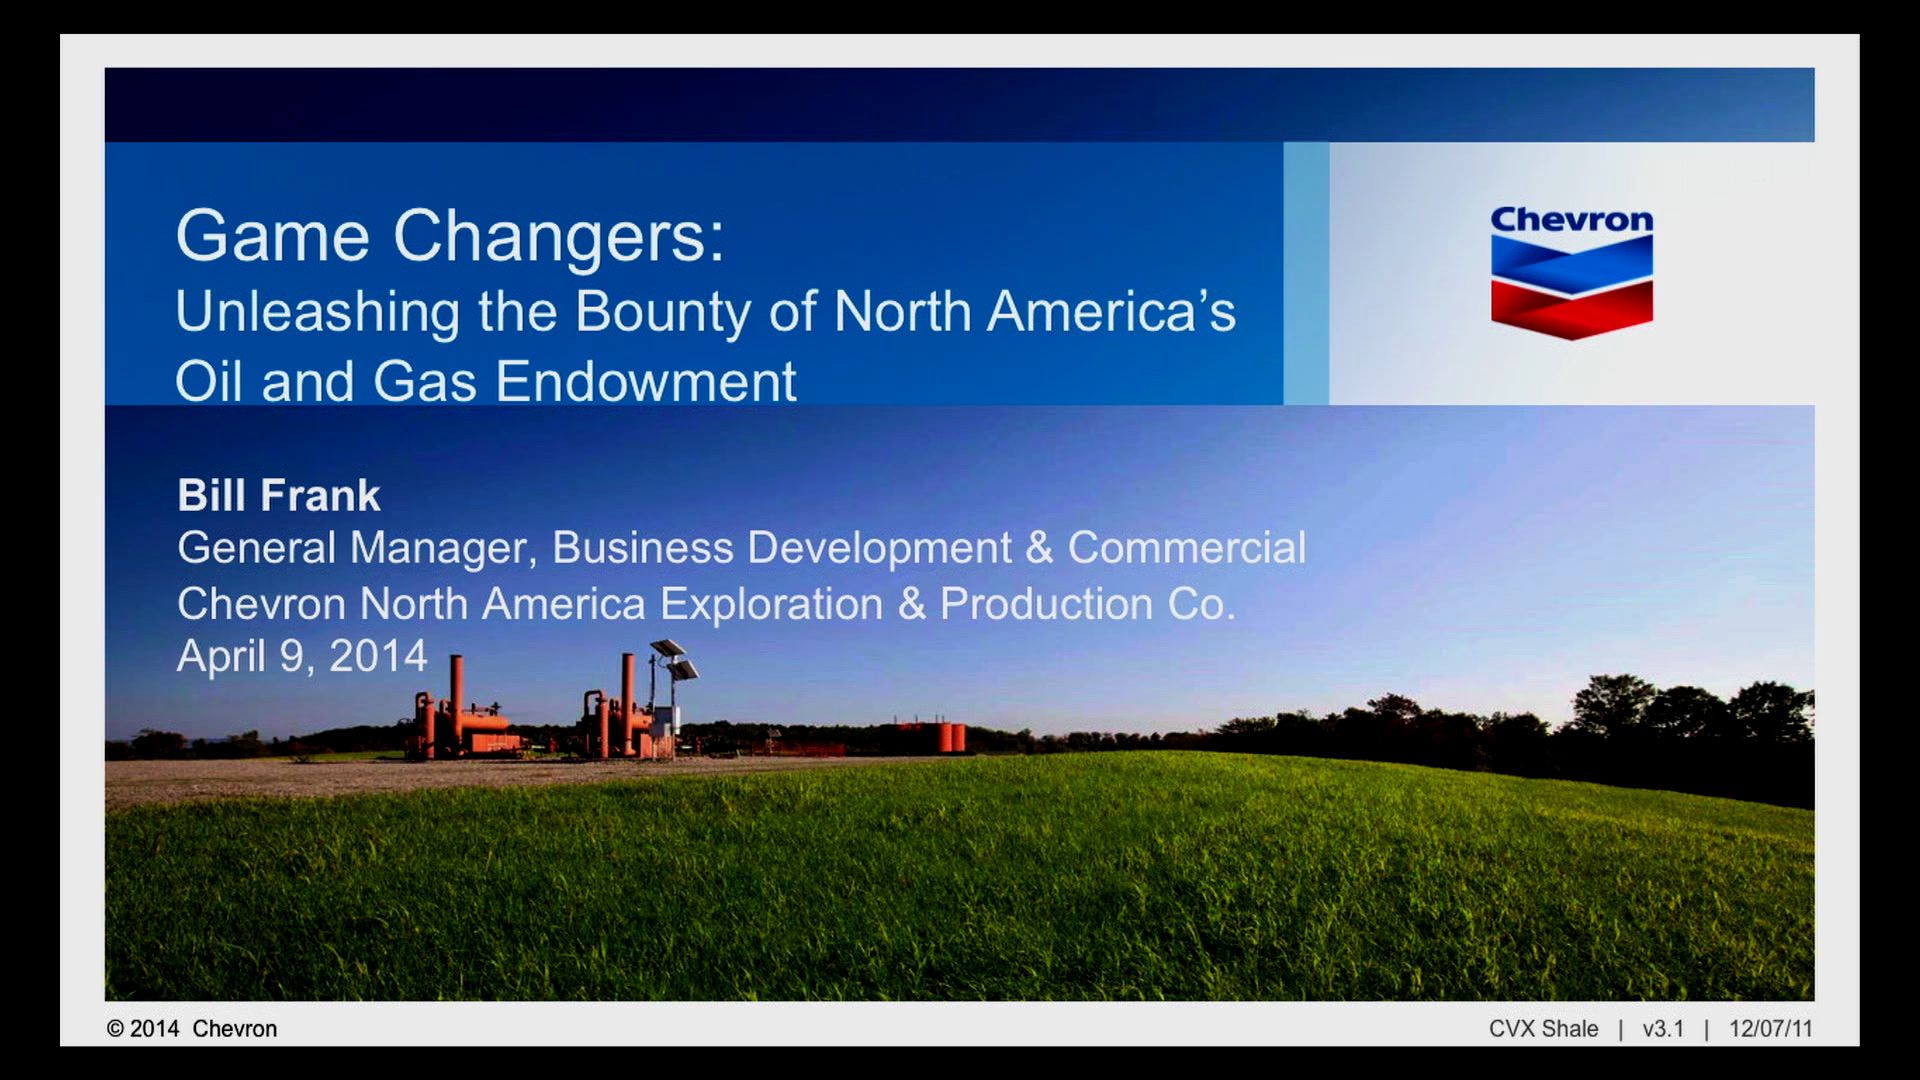 Game Changers:
Unleashing the Bounty of North America's
Oil and Gas Endowment
Chevron
Bill Frank
General Manager, Business Development & Commercial
Chevron North America Exploration & Production Co.
April 9, 2014
© 2014 Chevron
CVX Shale | v3.1 | 12/07/11